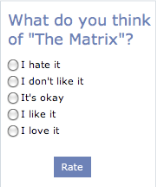 What do you think
of "The Matrix"?
I hate it
I don't like it
It's okay
I like it
I love it
Rate